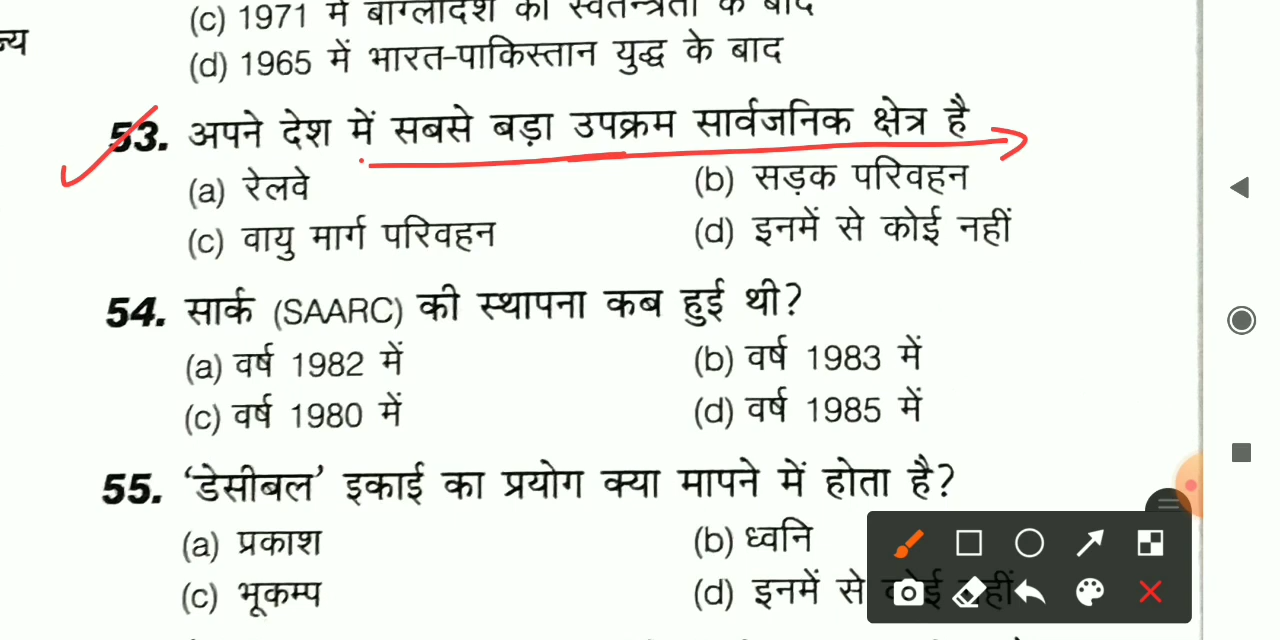 (c) 1971 में बांग्लादेश की स्वतन्त्रता के बाद
न्य
(d) 1965 में भारत-पाकिस्तान युद्ध के बाद
53. अपने देश में सबसे बड़ा उपक्रम सार्वजनिक क्षेत्र है
(a) रेलवे (b) सड़क परिवहन
(c) वायु मार्ग परिवहन (d) इनमें से कोई नहीं
54. सार्क (SAARC) की स्थापना कब हुई थी?
(a) वर्ष 1982 में (b) वर्ष 1983 में
(c) वर्ष 1980 में (d) वर्ष 1985 में
55. ‘डेसीबल’ इकाई का प्रयोग क्या मापने में होता है?
(a) प्रकाश (b) ध्वनि
(c) भूकम्प (d) इनमें से कोई नहीं